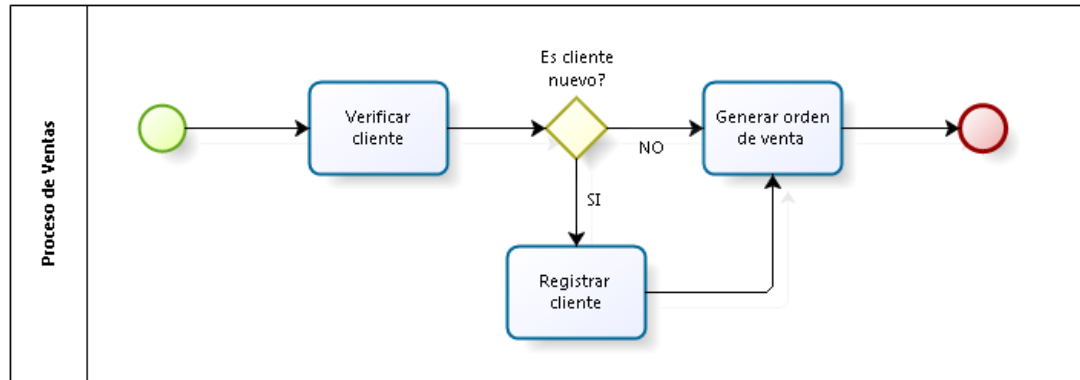 Proceso de Ventas
Es cliente
nuevo?
Verificar
cliente
Generar orden
de venta
NO
SI
Registrar
cliente